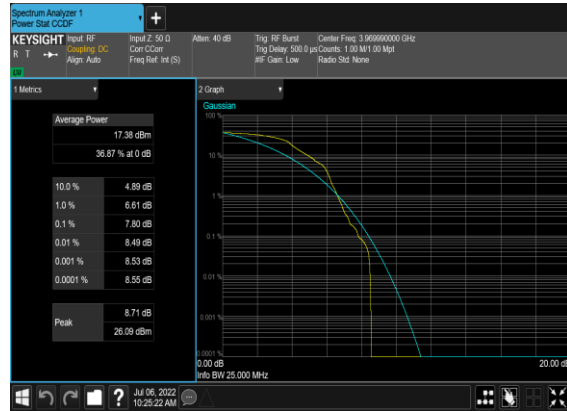 Spectrum Analyzer 1
Power Stat CCDF
KEYSIGHT
R T
LXI
Input: RF
Coupling: DC
Align: Auto
Input Z: 50 Ω
Corr CCorr
Freq Ref: Int (S)
Atten: 40 dB
Trig: RF Burst
Trig Delay: 500.0 µs
#IF Gain: Low
Center Freq: 3.969990000 GHz
Counts: 1.00 M/1.00 Mpt
Radio Std: None
1 Metrics
Average Power
17.38 dBm
36.87 % at 0 dB
10.0 % 4.89 dB
1.0 % 6.61 dB
0.1 % 7.80 dB
0.01 % 8.49 dB
0.001 % 8.53 dB
0.0001 % 8.55 dB
Peak
8.71 dB
26.09 dBm
2 Graph
Gaussian
100 %
10 %
1 %
0.1 %
0.01 %
0.001 %
0.0001 %
0.00 dB
20.00 dB
Info BW 25.000 MHz
?
Jul 06, 2022
10:25:22 AM